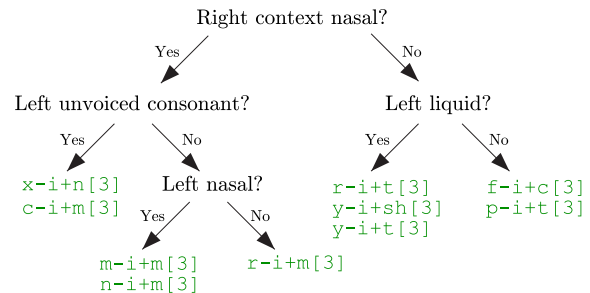 Right context nasal?
Yes
No
Left unvoiced consonant?
Left liquid?
Yes
No
Yes
No
x-i+n[3]
c-i+m[3]
Left nasal?
r-i+t[3]
y-i+sh[3]
y-i+t[3]
f-i+c[3]
p-i+t[3]
Yes
No
m-i+m[3]
n-i+m[3]
r-i+m[3]